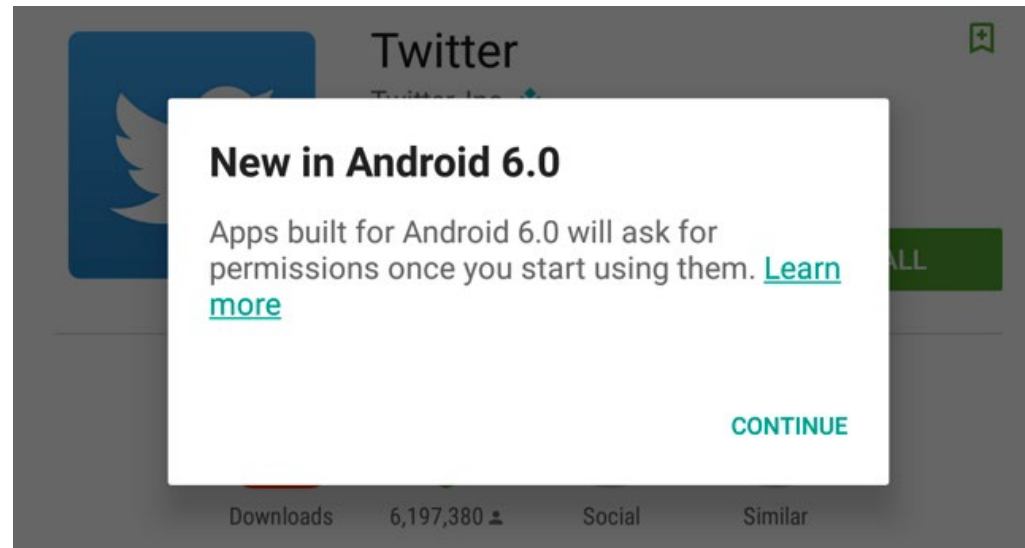 Twitter
New in Android 6.0
Apps built for Android 6.0 will ask for
permissions once you start using them. Learn
more
ALL
CONTINUE
Downloads
6,197,380
Social
Similar